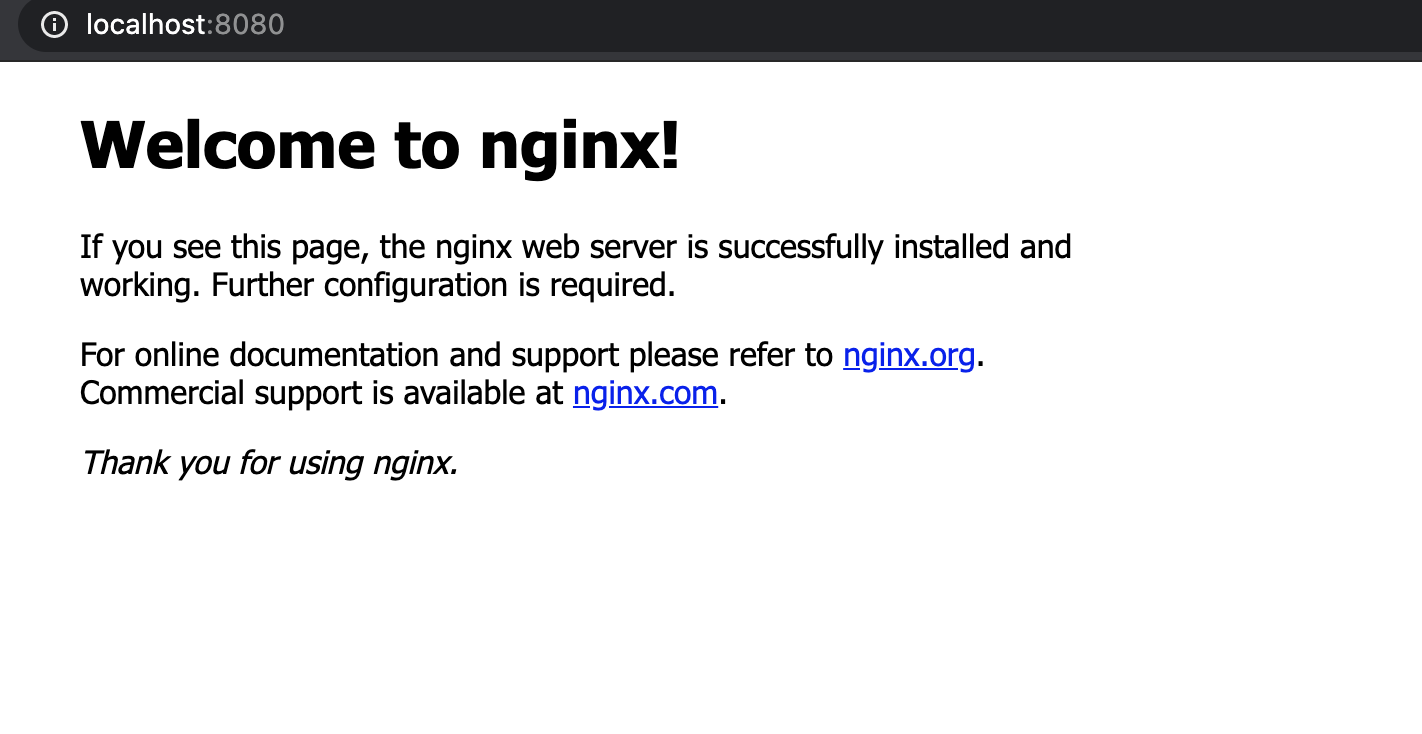 localhost:8080
Welcome to nginx!
If you see this page, the nginx web server is successfully installed and
working. Further configuration is required.
For online documentation and support please refer to nginx.org.
Commercial support is available at nginx.com.
Thank you for using nginx.